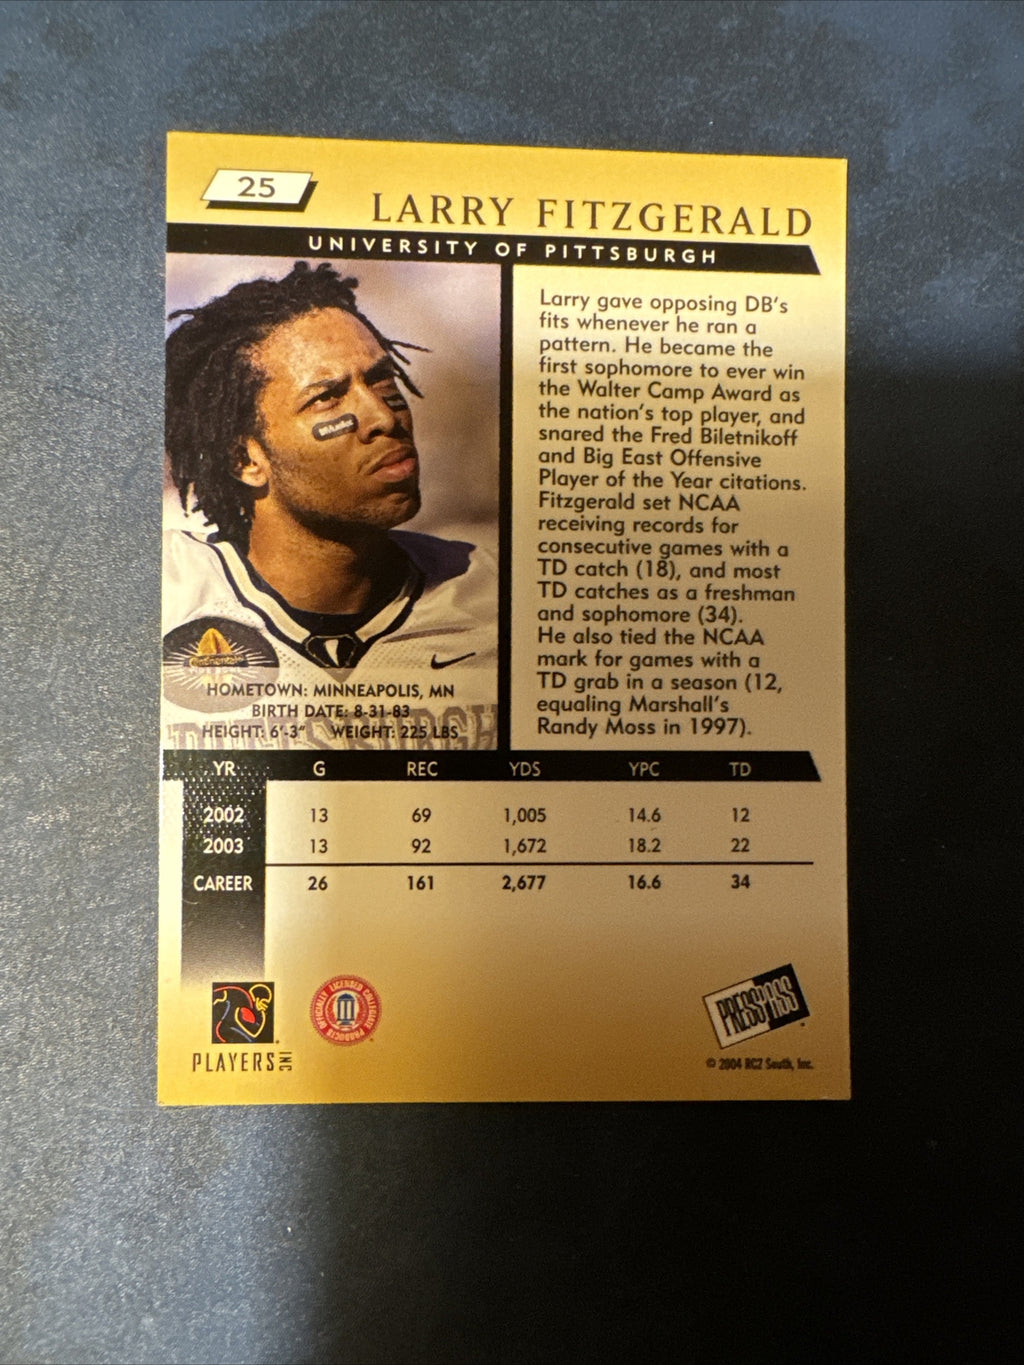 25
LARRY FITZGERALD
UNIVERSITY OF PITTSBURGH
Larry gave opposing DB's
fits whenever he ran a
pattern. He became the
first sophomore to ever win
the Walter Camp Award as
the nation's top player, and
snared the Fred Biletnikoff
and Big East Offensive
Player of the Year citations.
Fitzgerald set NCAA
receiving records for
consecutive games with a
TD catch (18), and most
TD catches as a freshman
and sophomore (34).
He also tied the NCAA
mark for games with a
TD grab in a season (12,
equaling Marshall's
Randy Moss in 1997).
Mueller
Continental
HOMETOWN: MINNEAPOLIS, MN
BIRTH DATE: 8-31-83
HEIGHT: 6'-3" WEIGHT: 225 LBS
PITTSBURGH
YR G REC YDS YPC TD
2002 13 69 1,005 14.6 12
2003 13 92 1,672 18.2 22
CAREER 26 161 2,677 16.6 34
PLAYERS INC
OFFICIALLY LICENSED COLLEGIATE PRODUCTS
PRESS PASS
© 2004 RC2 South, Inc.